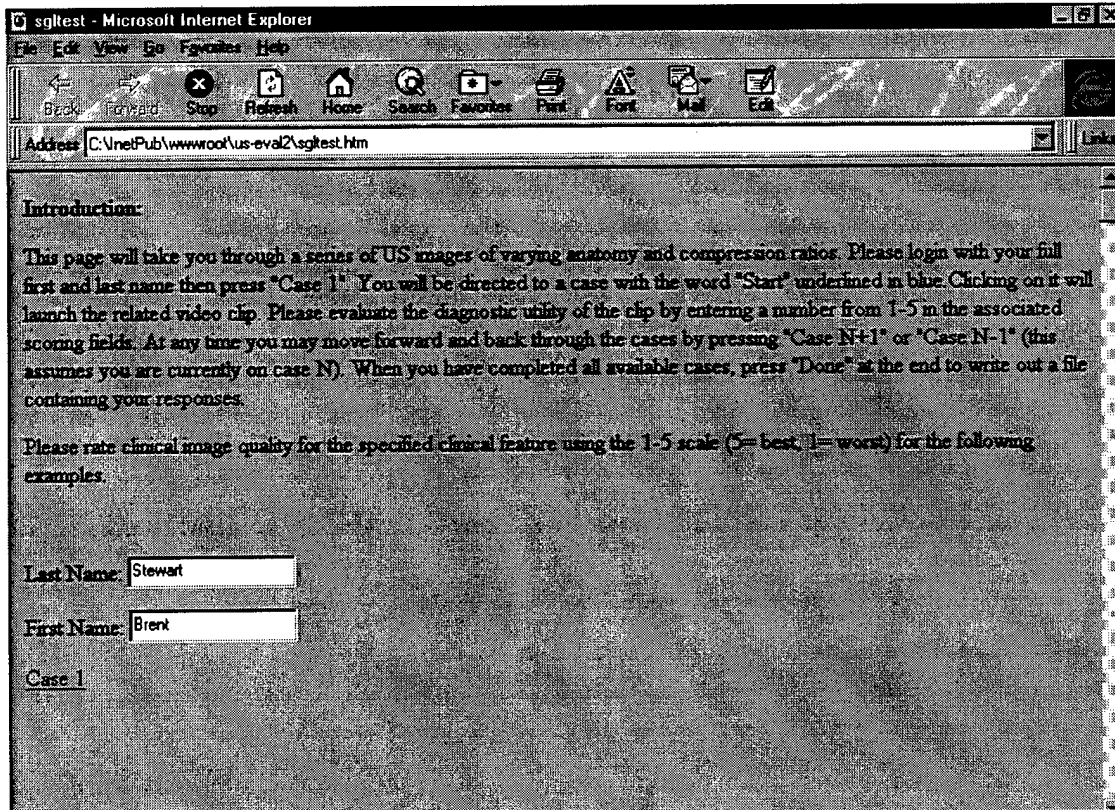 sgltest - Microsoft Internet Explorer
File Edit View Go Favorites Help
Back Forward Stop Refresh Home Search Favorites Print Font Mail Edit
Address C:\InetPub\wwwroot\us-eval2\sgltest.htm Links
Introduction:
This page will take you through a series of US images of varying anatomy and compression ratios. Please login with your full
first and last name then press "Case 1". You will be directed to a case with the word "Start" underlined in blue. Clicking on it will
launch the related video clip. Please evaluate the diagnostic utility of the clip by entering a number from 1-5 in the associated
scoring fields. At any time you may move forward and back through the cases by pressing "Case N+1" or "Case N-1" (this
assumes you are currently on case N). When you have completed all available cases, press "Done" at the end to write out a file
containing your responses.
Please rate clinical image quality for the specified clinical feature using the 1-5 scale (5= best, 1= worst) for the following
examples.
Last Name: Stewart
First Name: Brent
Case 1